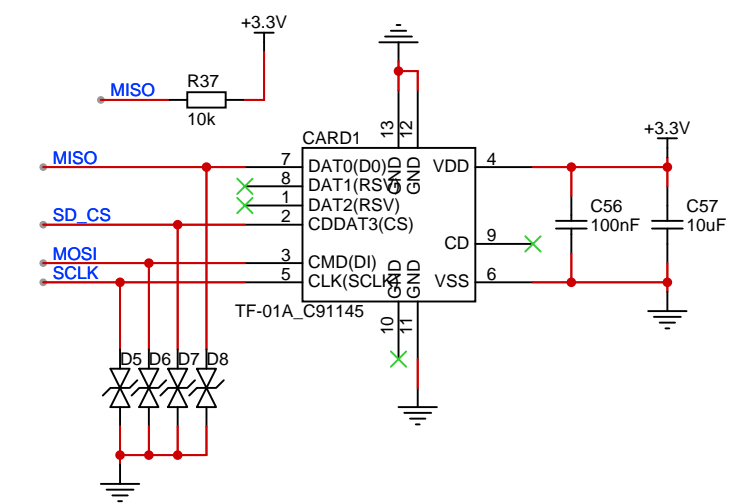 +3.3V
MISO
R37
10k
13
12
CARD1
+3.3V
MISO
7
DAT0(D0)
GND
GND
VDD
4
8
DAT1(RSV)
1
DAT2(RSV)
SD_CS
2
CDDAT3(CS)
C56
100nF
C57
10uF
CD
9
MOSI
3
CMD(DI)
SCLK
5
CLK(SCLK)
GND
GND
VSS
6
TF-01A_C91145
10
11
D5
D6
D7
D8